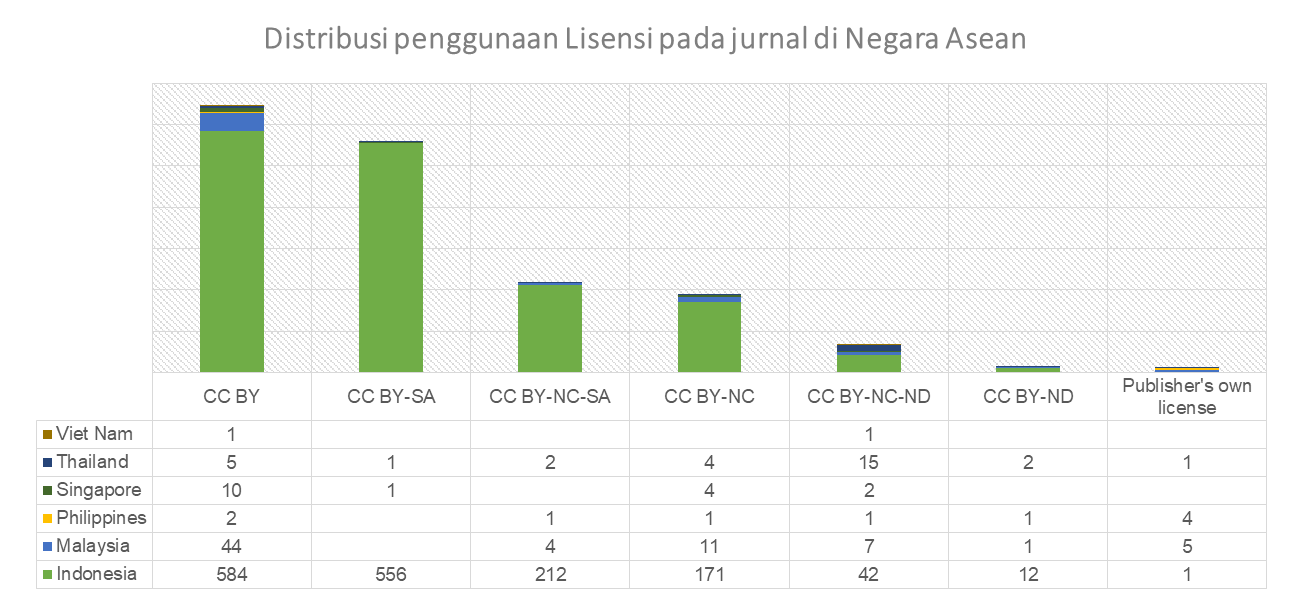 Distribusi penggunaan Lisensi pada jurnal di Negara Asean
CC BY CC BY-SA CC BY-NC-SA CC BY-NC CC BY-NC-ND CC BY-ND Publisher's own
license
Viet Nam 1 1
Thailand 5 1 2 4 15 2 1
Singapore 10 1 4 2
Philippines 2 1 1 1 1 4
Malaysia 44 4 11 7 1 5
Indonesia 584 556 212 171 42 12 1